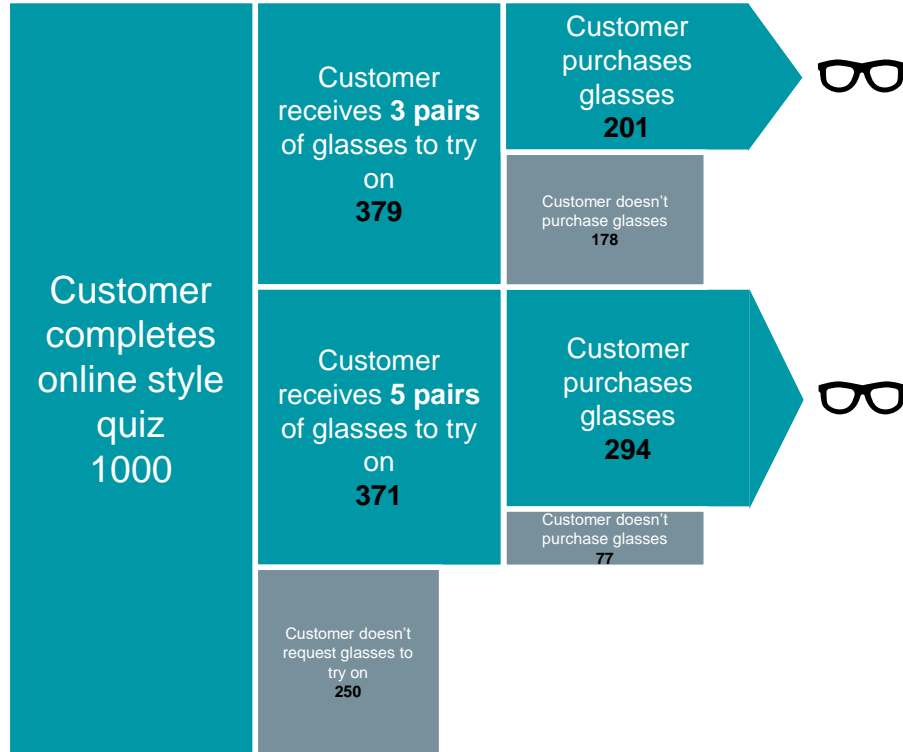 Customer
completes
online style
quiz
1000
Customer
receives 3 pairs
of glasses to try
on
379
Customer
purchases
glasses
201
Customer doesn't
purchase glasses
178
Customer
receives 5 pairs
of glasses to try
on
371
Customer
purchases
glasses
294
Customer doesn't
purchase glasses
77
Customer doesn't
request glasses to
try on
250